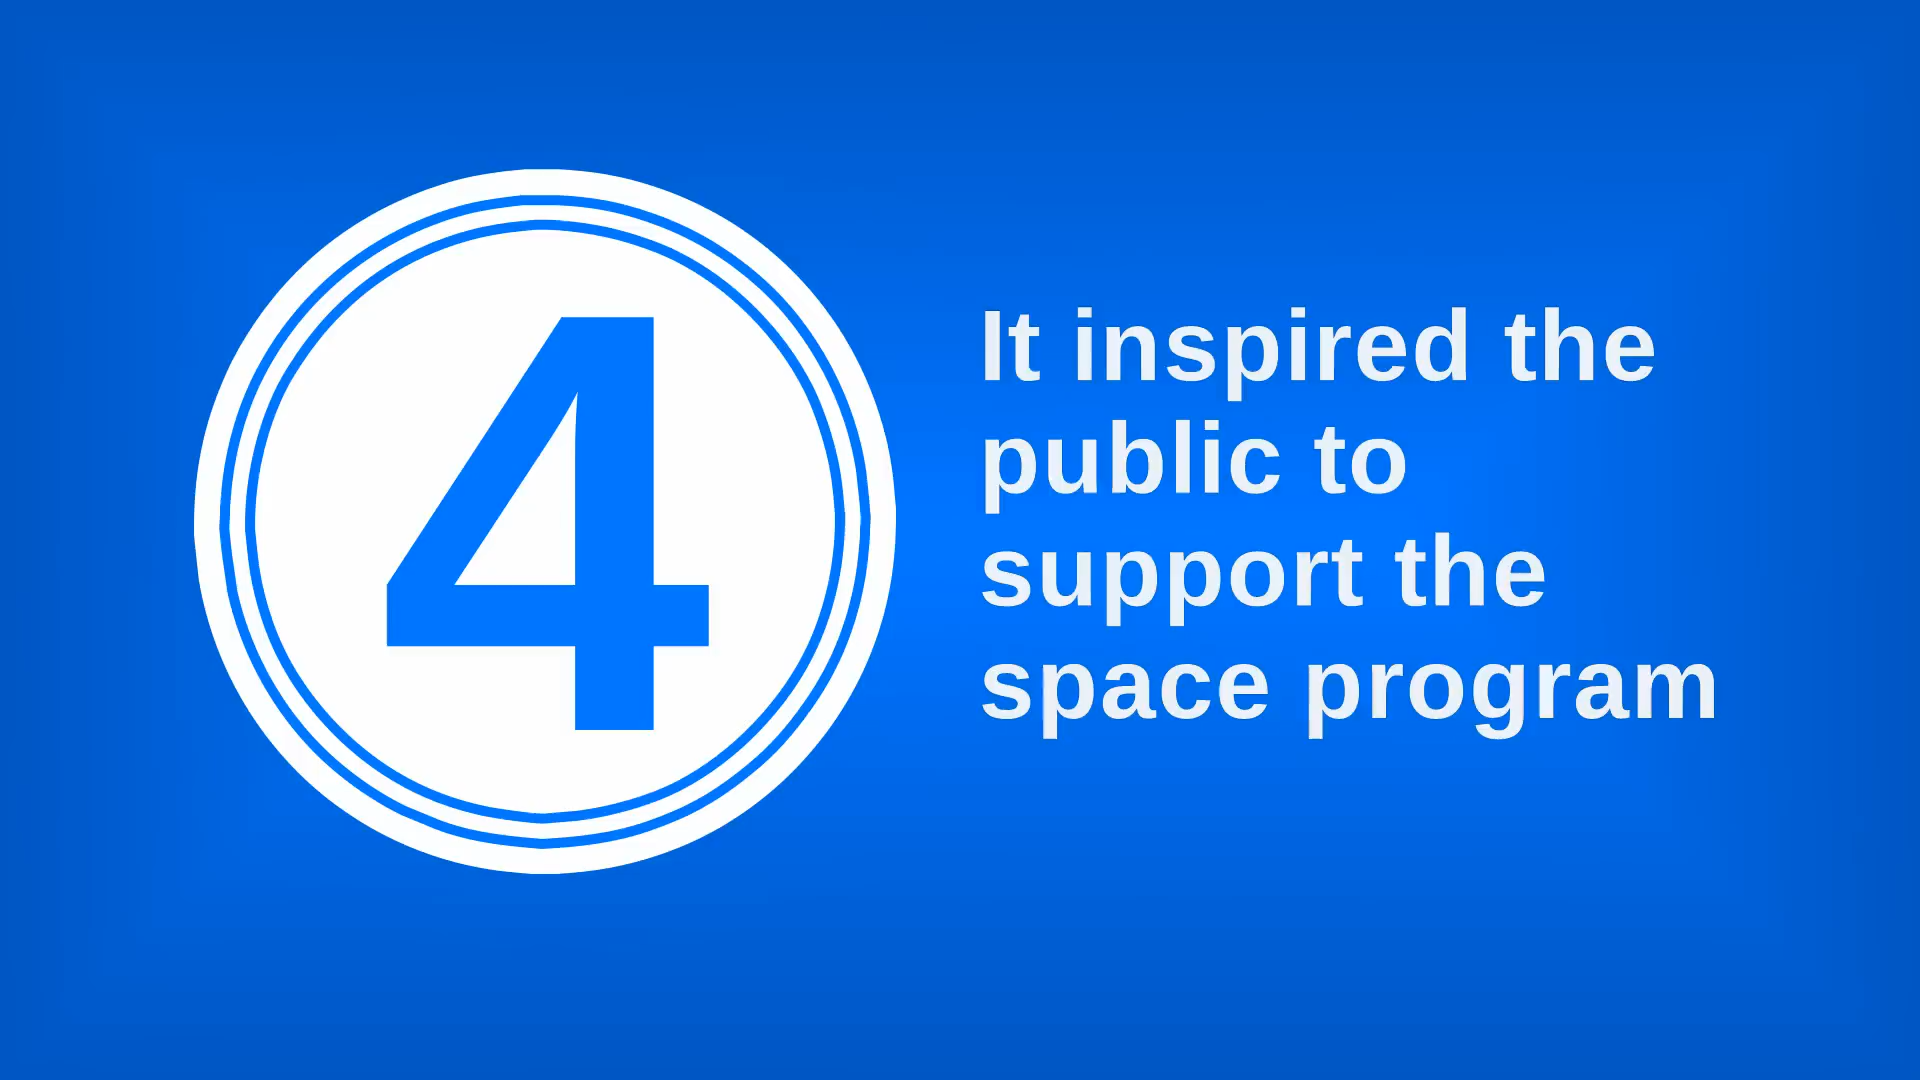 4
It inspired the
public to
support the
space program